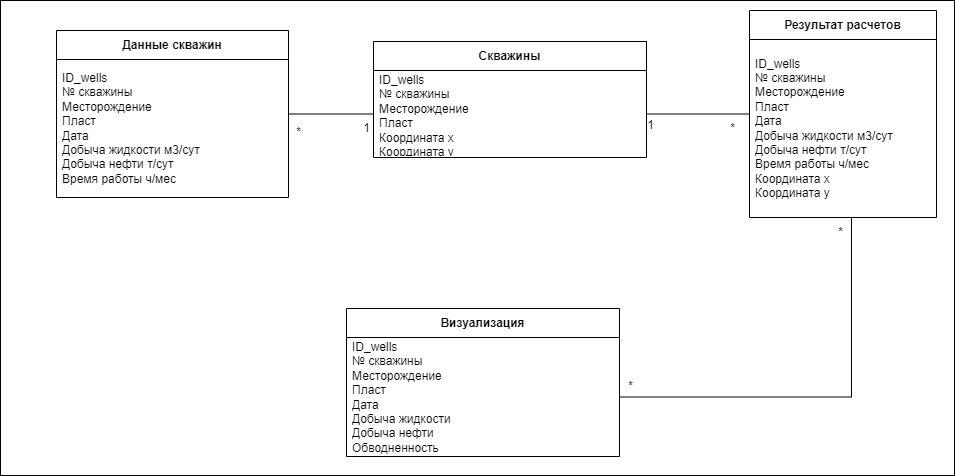 Данные скважин
ID_wells
№ скважины
Месторождение
Пласт
Дата
Добыча жидкости м3/сут
Добыча нефти т/сут
Время работы ч/мес
*
1
Скважины
ID_wells
№ скважины
Месторождение
Пласт
Координата x
Координата y
1
*
Результат расчетов
ID_wells
№ скважины
Месторождение
Пласт
Дата
Добыча жидкости м3/сут
Добыча нефти т/сут
Время работы ч/мес
Координата x
Координата y
*
Визуализация
ID_wells
№ скважины
Месторождение
Пласт
Дата
Добыча жидкости
Добыча нефти
Обводненность
*